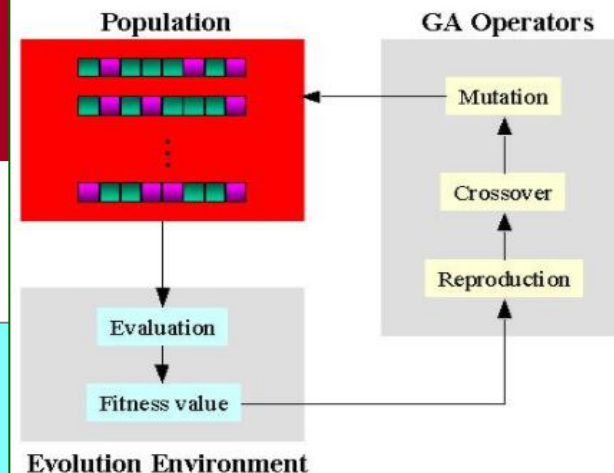 Population
GA Operators
Mutation
Crossover
Reproduction
Evaluation
Fitness value
Evolution Environment